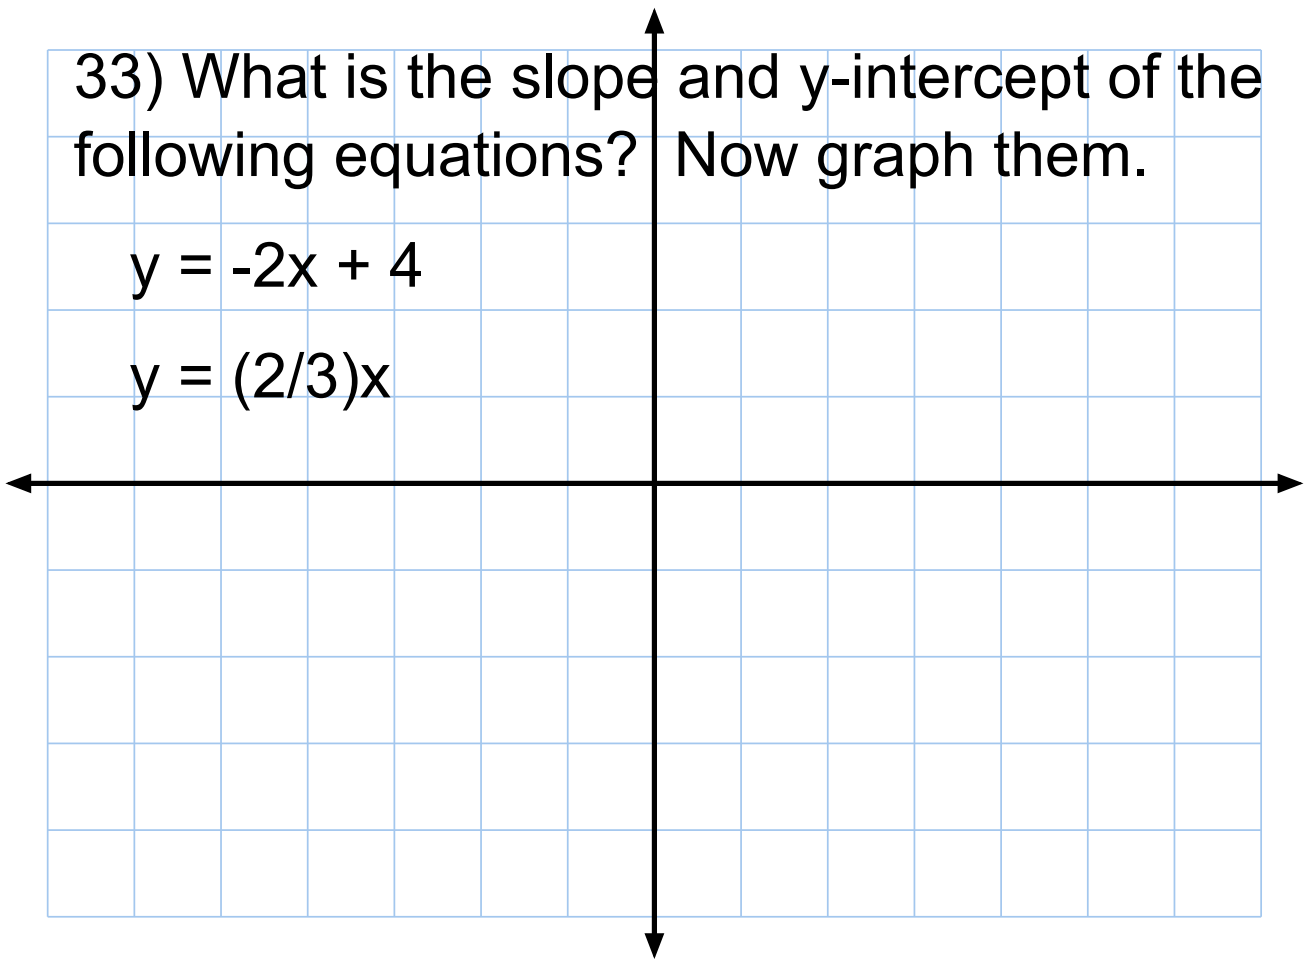 33) What is the slope and y-intercept of the
following equations?  Now graph them.
y = -2x + 4
y = (2/3)x